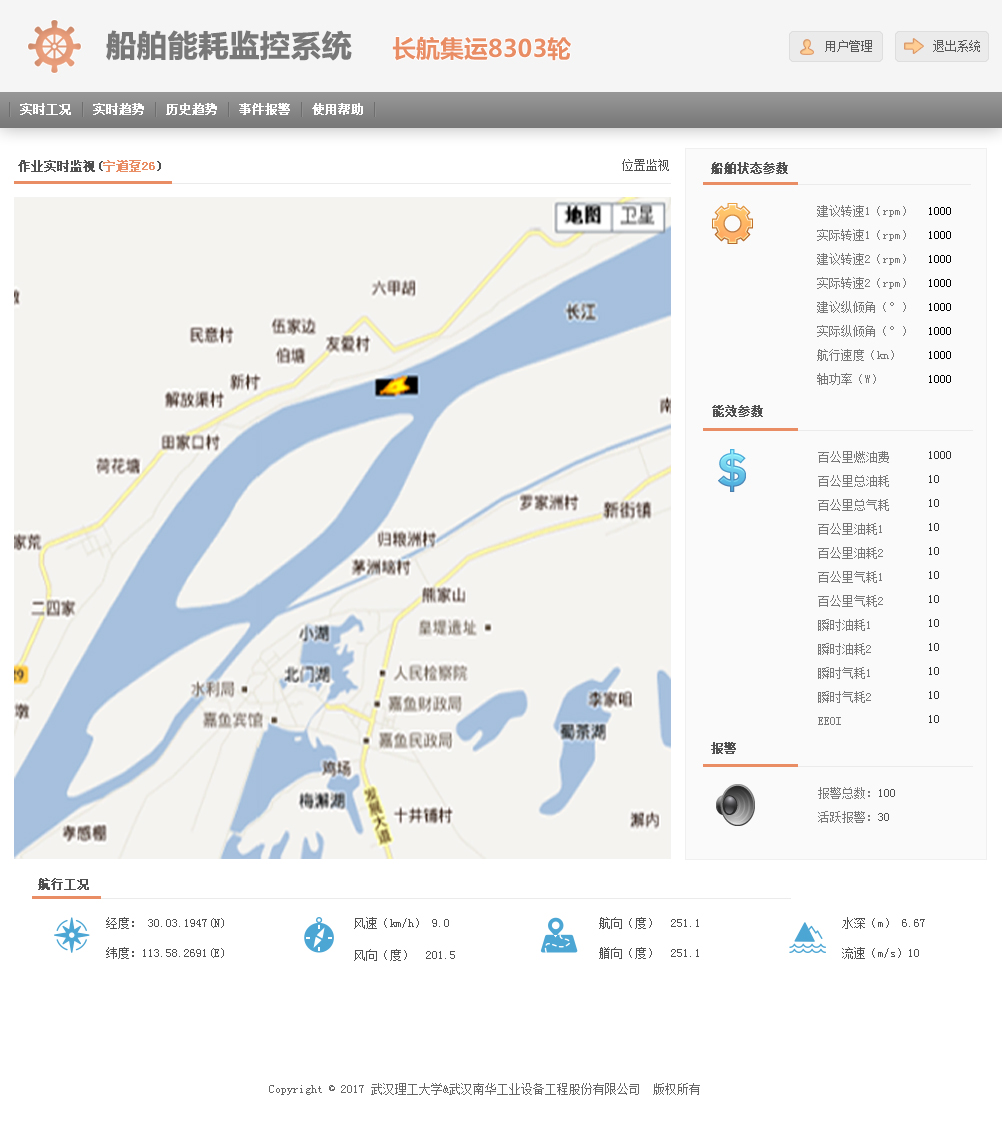 船舶能耗监控系统
长航集运8303轮
用户管理
退出系统
实时工况 实时趋势 历史趋势 事件报警 使用帮助
作业实时监视(宁道踅26)
位置监视
地图 卫星
六甲胡
长江
伍家边
民意村
友爱村
伯塘
新村
解放渠村
田家口村
荷花塘
罗家洲村
新街镇
归粮洲村
家荒
茅洲垴村
熊家山
二四家
皇堤遗址
小湖
北门湖
人民检察院
水利局
李家咀
嘉鱼财政局
嘉鱼宾馆
蜀茶湖
嘉鱼民政局
鸡场
梅懈湖
发展大道
十井铺村
濑内
孝感棚
船舶状态参数
建议转速1（rpm） 1000
实际转速1（rpm） 1000
建议转速2（rpm） 1000
实际转速2（rpm） 1000
建议纵倾角（°） 1000
实际纵倾角（°） 1000
航行速度（kn） 1000
轴功率（W） 1000
能效参数
百公里燃油费 1000
百公里总油耗 10
百公里总气耗 10
百公里油耗1 10
百公里油耗2 10
百公里气耗1 10
百公里气耗2 10
瞬时油耗1 10
瞬时油耗2 10
瞬时气耗1 10
瞬时气耗2 10
EEOI 10
报警
报警总数：100
活跃报警：30
航行工况
经度： 30.03.1947(N)
纬度：113.58.2691(E)
风速（km/h） 9.0
风向（度） 201.5
航向（度） 251.1
艏向（度） 251.1
水深（m） 6.67
流速（m/s）10
Copyright © 2017 武汉理工大学&武汉南华工业设备工程股份有限公司 版权所有